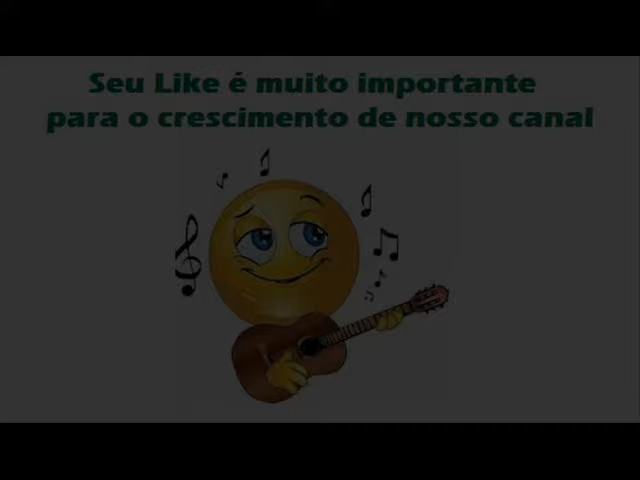 Seu Like é muito importante
para o crescimento de nosso canal